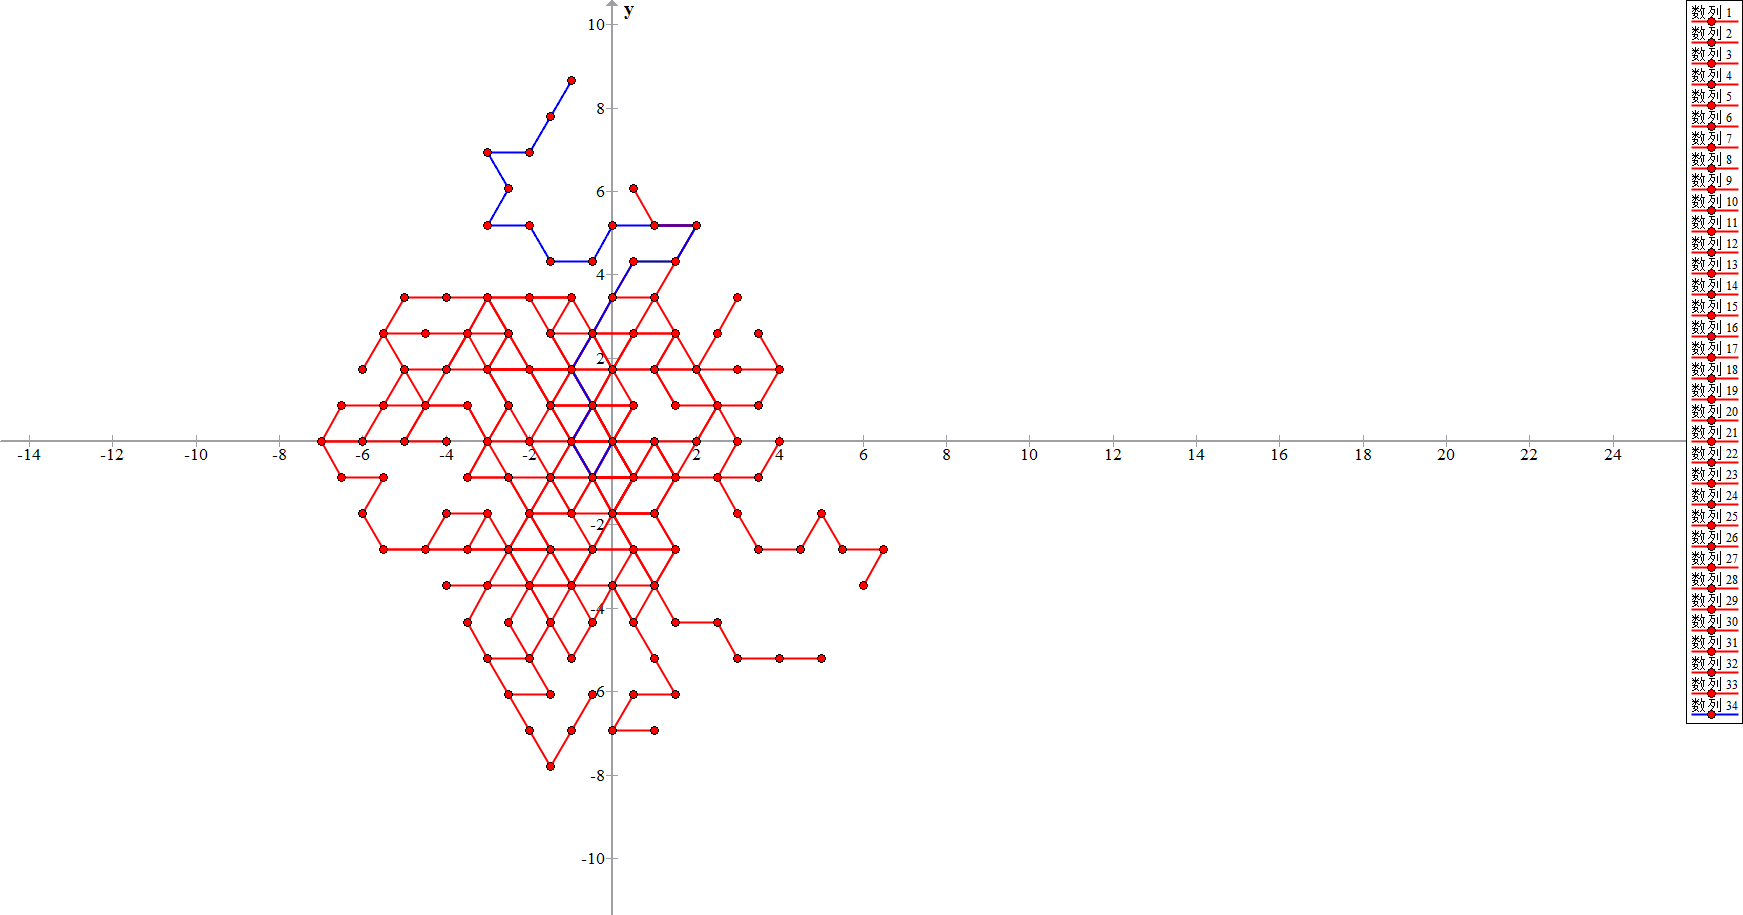 y
10
8
6
4
2
-14 -12 -10 -8 -6 -4 -2 2 4 6 8 10 12 14 16 18 20 22 24
-2
-4
-6
-8
-10
数列 1
数列 2
数列 3
数列 4
数列 5
数列 6
数列 7
数列 8
数列 9
数列 10
数列 11
数列 12
数列 13
数列 14
数列 15
数列 16
数列 17
数列 18
数列 19
数列 20
数列 21
数列 22
数列 23
数列 24
数列 25
数列 26
数列 27
数列 28
数列 29
数列 30
数列 31
数列 32
数列 33
数列 34